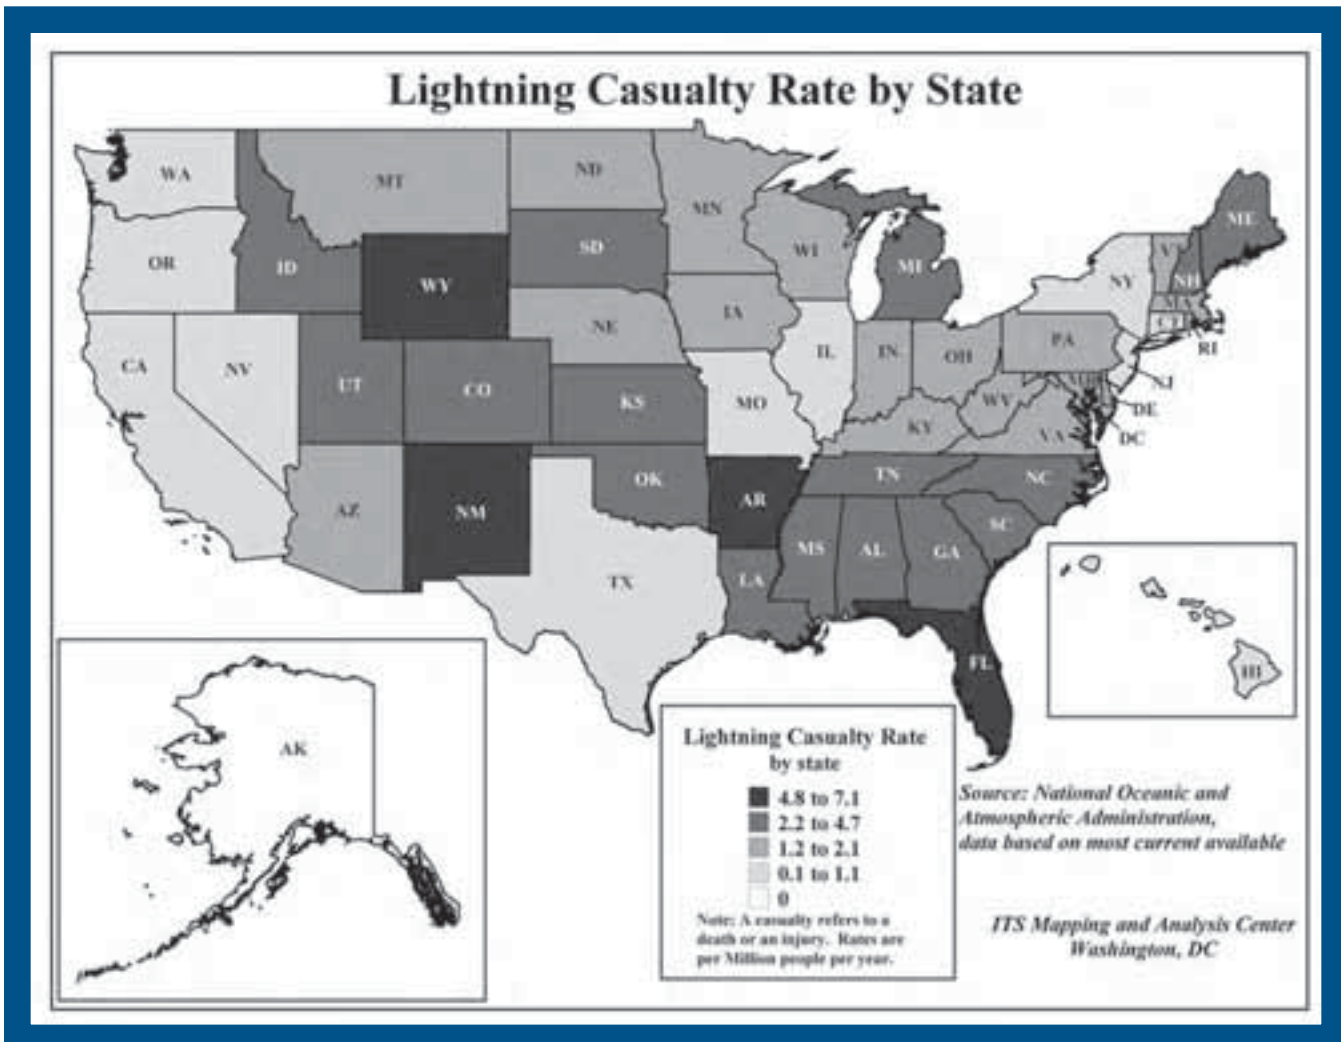 Lightning Casualty Rate by State
WA
MT
ND
MN
ME
OR
ID
WY
SD
WI
MI
NY
VT
NH
MA
CT
RI
CA
NV
UT
CO
NE
IA
IL
IN
OH
PA
NJ
KS
MO
WV
MD
DE
DC
KY
VA
AZ
NM
OK
AR
TN
NC
TX
LA
MS
AL
GA
SC
FL
HI
AK
Lightning Casualty Rate
by state
4.8 to 7.1
2.2 to 4.7
1.2 to 2.1
0.1 to 1.1
0
Note: A casualty refers to a
death or an injury. Rates are
per Million people per year.
Source: National Oceanic and
Atmospheric Administration,
data based on most current available
ITS Mapping and Analysis Center
Washington, DC